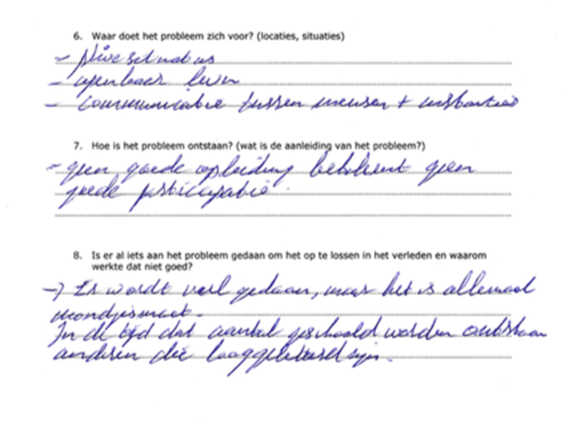 6. Waar doet het probleem zich voor? (locaties, situaties)
- Privesituaties
- openbaar leven
- Communicatie tussen mensen + instanties
7. Hoe is het probleem ontstaan? (wat is de aanleiding van het probleem?)
- geen goede opleiding betekent geen
goede participatie.
8. Is er al iets aan het probleem gedaan om het op te lossen in het verleden en waarom
werkte dat niet goed?
→ Er wordt veel gedaan, maar het is allemaal
mondjesmaat.
In de tijd dat aantal geschoold worden ontstaan
anderen die laaggeletterd zijn.